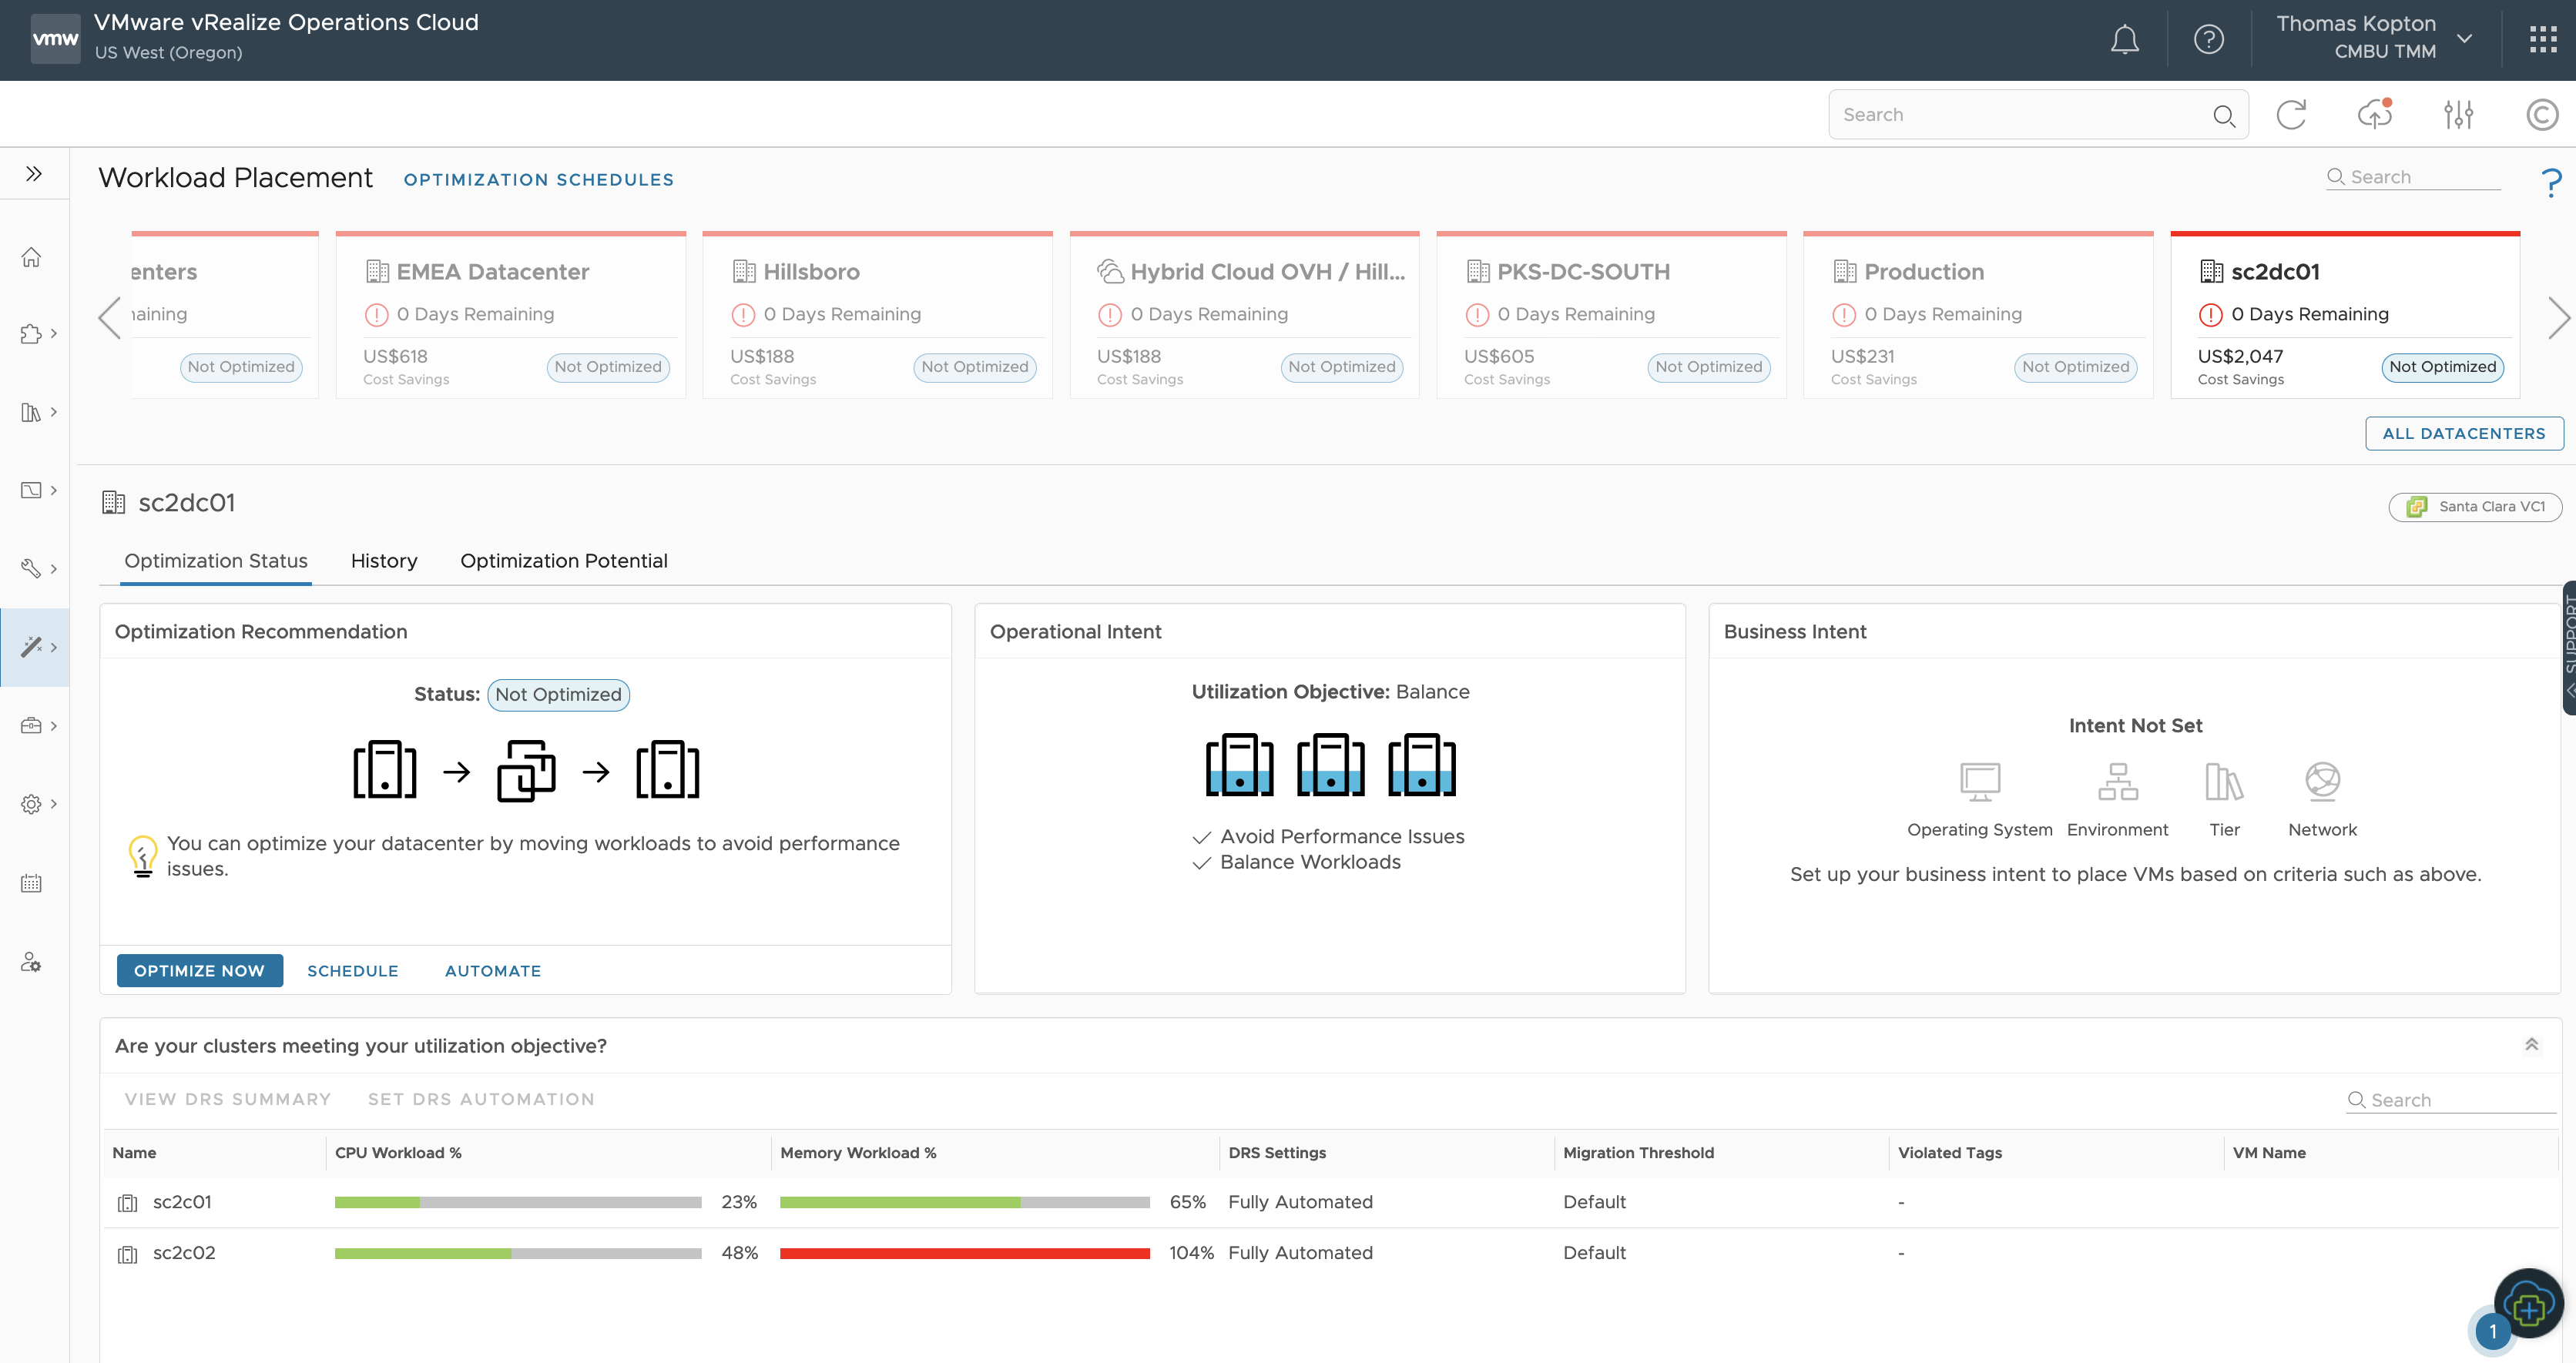 vmw
VMware vRealize Operations Cloud
US West (Oregon)
Thomas Kopton
CMBU TMM
Search
Workload Placement
OPTIMIZATION SCHEDULES
Search
enters
aining
Not Optimized
EMEA Datacenter
0 Days Remaining
US$618
Cost Savings
Not Optimized
Hillsboro
0 Days Remaining
US$188
Cost Savings
Not Optimized
Hybrid Cloud OVH / Hill...
0 Days Remaining
US$188
Cost Savings
Not Optimized
PKS-DC-SOUTH
0 Days Remaining
US$605
Cost Savings
Not Optimized
Production
0 Days Remaining
US$231
Cost Savings
Not Optimized
sc2dc01
0 Days Remaining
US$2,047
Cost Savings
Not Optimized
ALL DATACENTERS
sc2dc01
Santa Clara VC1
Optimization Status
History
Optimization Potential
SUPPORT
Optimization Recommendation
Status: Not Optimized
You can optimize your datacenter by moving workloads to avoid performance
issues.
OPTIMIZE NOW
SCHEDULE
AUTOMATE
Operational Intent
Utilization Objective: Balance
Avoid Performance Issues
Balance Workloads
Business Intent
Intent Not Set
Operating System
Environment
Tier
Network
Set up your business intent to place VMs based on criteria such as above.
Are your clusters meeting your utilization objective?
VIEW DRS SUMMARY
SET DRS AUTOMATION
Search
Name
CPU Workload %
Memory Workload %
DRS Settings
Migration Threshold
Violated Tags
VM Name
sc2c01
23%
65%
Fully Automated
Default
-
sc2c02
48%
104%
Fully Automated
Default
-
1